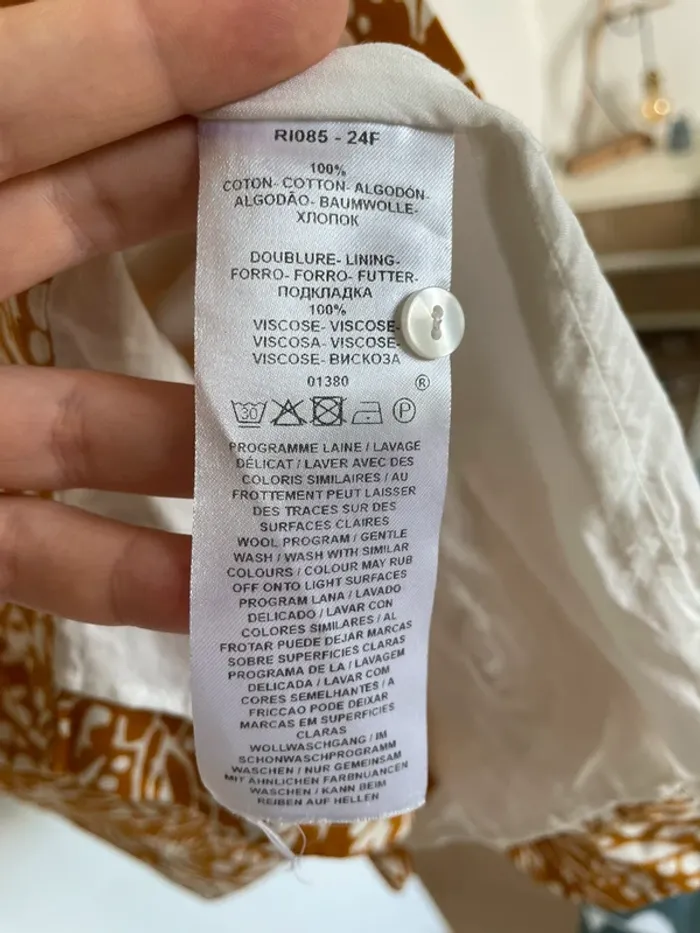 RI085 - 24F
100%
COTON- COTTON- ALGODÓN-
ALGODÃO- BAUMWOLLE-
ХЛОПОК
DOUBLURE- LINING-
FORRO- FORRO- FUTTER-
ПОДКЛАДКА
100%
VISCOSE- VISCOSE-
VISCOSA- VISCOSE-
VISCOSE- ВИСКОЗА
01380 ®
30 P
PROGRAMME LAINE / LAVAGE
DÉLICAT / LAVER AVEC DES
COLORIS SIMILAIRES / AU
FROTTEMENT PEUT LAISSER
DES TRACES SUR DES
SURFACES CLAIRES
WOOL PROGRAM / GENTLE
WASH / WASH WITH SIMILAR
COLOURS / COLOUR MAY RUB
OFF ONTO LIGHT SURFACES
PROGRAM LANA / LAVADO
DELICADO / LAVAR CON
COLORES SIMILARES / AL
FROTAR PUEDE DEJAR MARCAS
SOBRE SUPERFICIES CLARAS
PROGRAMA DE LA / LAVAGEM
DELICADA / LAVAR COM
CORES SEMELHANTES / A
FRICCAO PODE DEIXAR
MARCAS EM SUPERFICIES
CLARAS
WOLLWASCHGANG / IM
SCHONWASCHPROGRAMM
WASCHEN / NUR GEMEINSAM
MIT ÄHNLICHEN FARBNUANCEN
WASCHEN / KANN BEIM
REIBEN AUF HELLEN